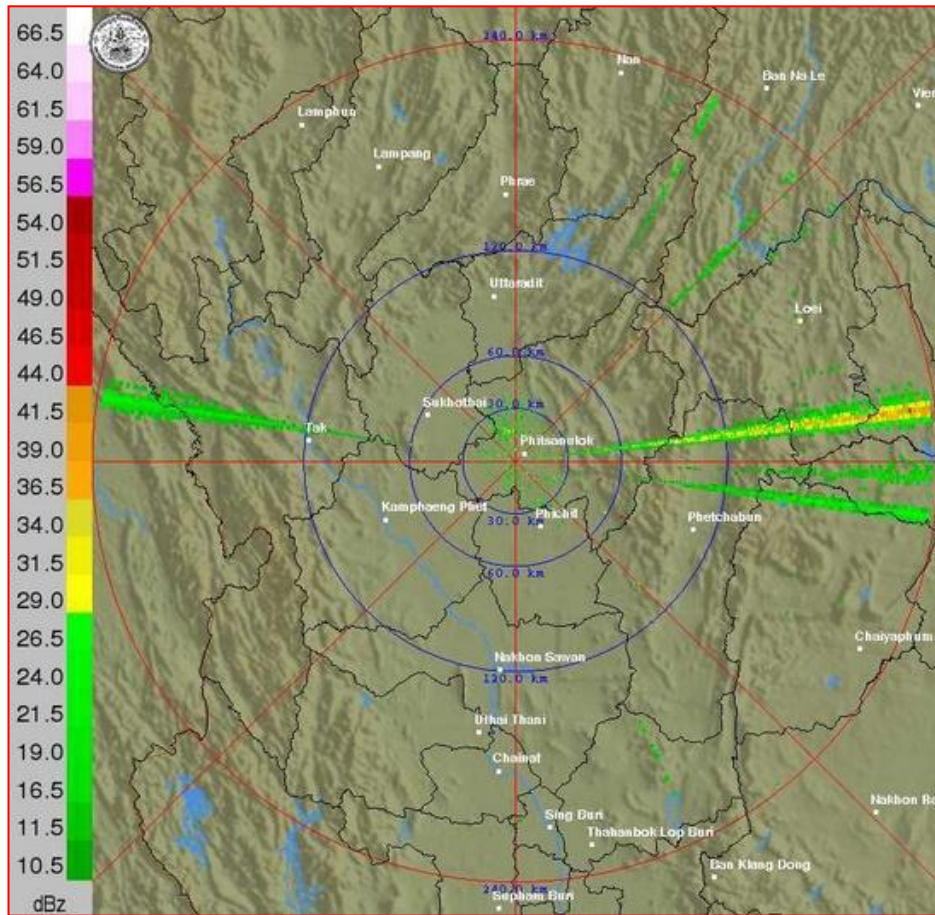 66.5
64.0
61.5
59.0
56.5
54.0
51.5
49.0
46.5
44.0
41.5
39.0
36.5
34.0
31.5
29.0
26.5
24.0
21.5
19.0
16.5
11.5
10.5
dBz
240.0 km
Nan
Ban Na Le
Vien
Lamphun
Lampang
Phrae
120.0 km
Uttaradit
Loei
60.0 km
30.0 km
Sukhothai
Tak
Phitsanulok
Kamphaeng Phet
30.0 km
Phichit
Phetchabun
60.0 km
Chaiyaphum
Nakhon Sawan
120.0 km
Uthai Thani
Chainat
Sing Buri
Nakhon Ra
Thahanbok Lop Buri
Ban Klang Dong
240.0 km
Suphan Buri